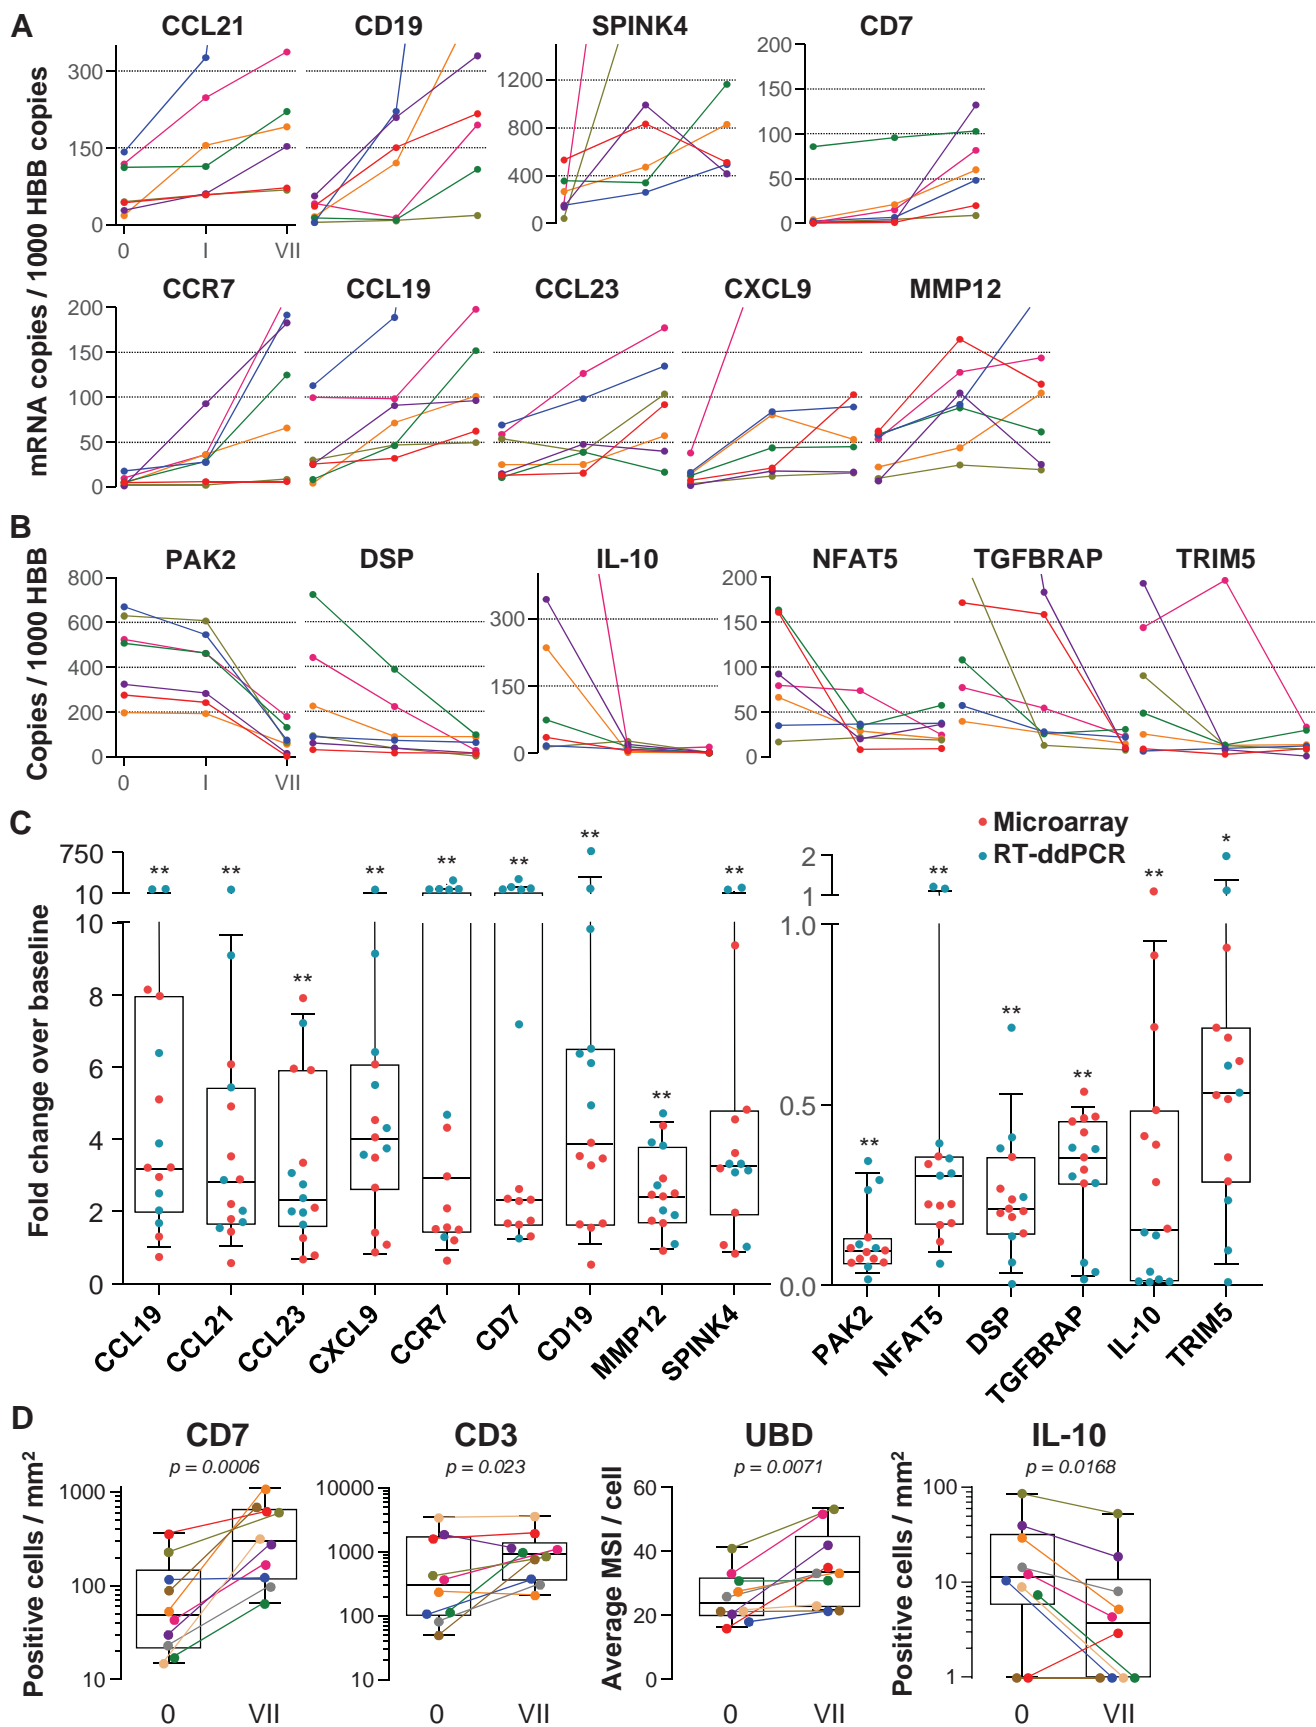 A
CCL21 CD19 SPINK4 CD7
mRNA copies / 1000 HBB copies
300
150
0
0 I VII
1200
800
400
0
200
150
100
50
0
CCR7 CCL19 CCL23 CXCL9 MMP12
200
150
100
50
0
B
PAK2 DSP IL-10 NFAT5 TGFBRAP TRIM5
Copies / 1000 HBB
800
600
400
200
0
0 I VII
300
150
0
200
150
100
50
0
C
Microarray
RT-ddPCR
Fold change over baseline
750
10
10
8
6
4
2
0
** ** ** ** ** ** ** ** **
CCL19 CCL21 CCL23 CXCL9 CCR7 CD7 CD19 MMP12 SPINK4
2
1
1.0
0.5
0.0
** ** ** ** ** *
PAK2 NFAT5 DSP TGFBRAP IL-10 TRIM5
D
CD7 CD3 UBD IL-10
p = 0.0006 p = 0.023 p = 0.0071 p = 0.0168
Positive cells / mm²
1000
100
10
0 VII
10000
1000
100
10
0 VII
Average MSI / cell
60
40
20
0
0 VII
Positive cells / mm²
100
10
1
0 VII